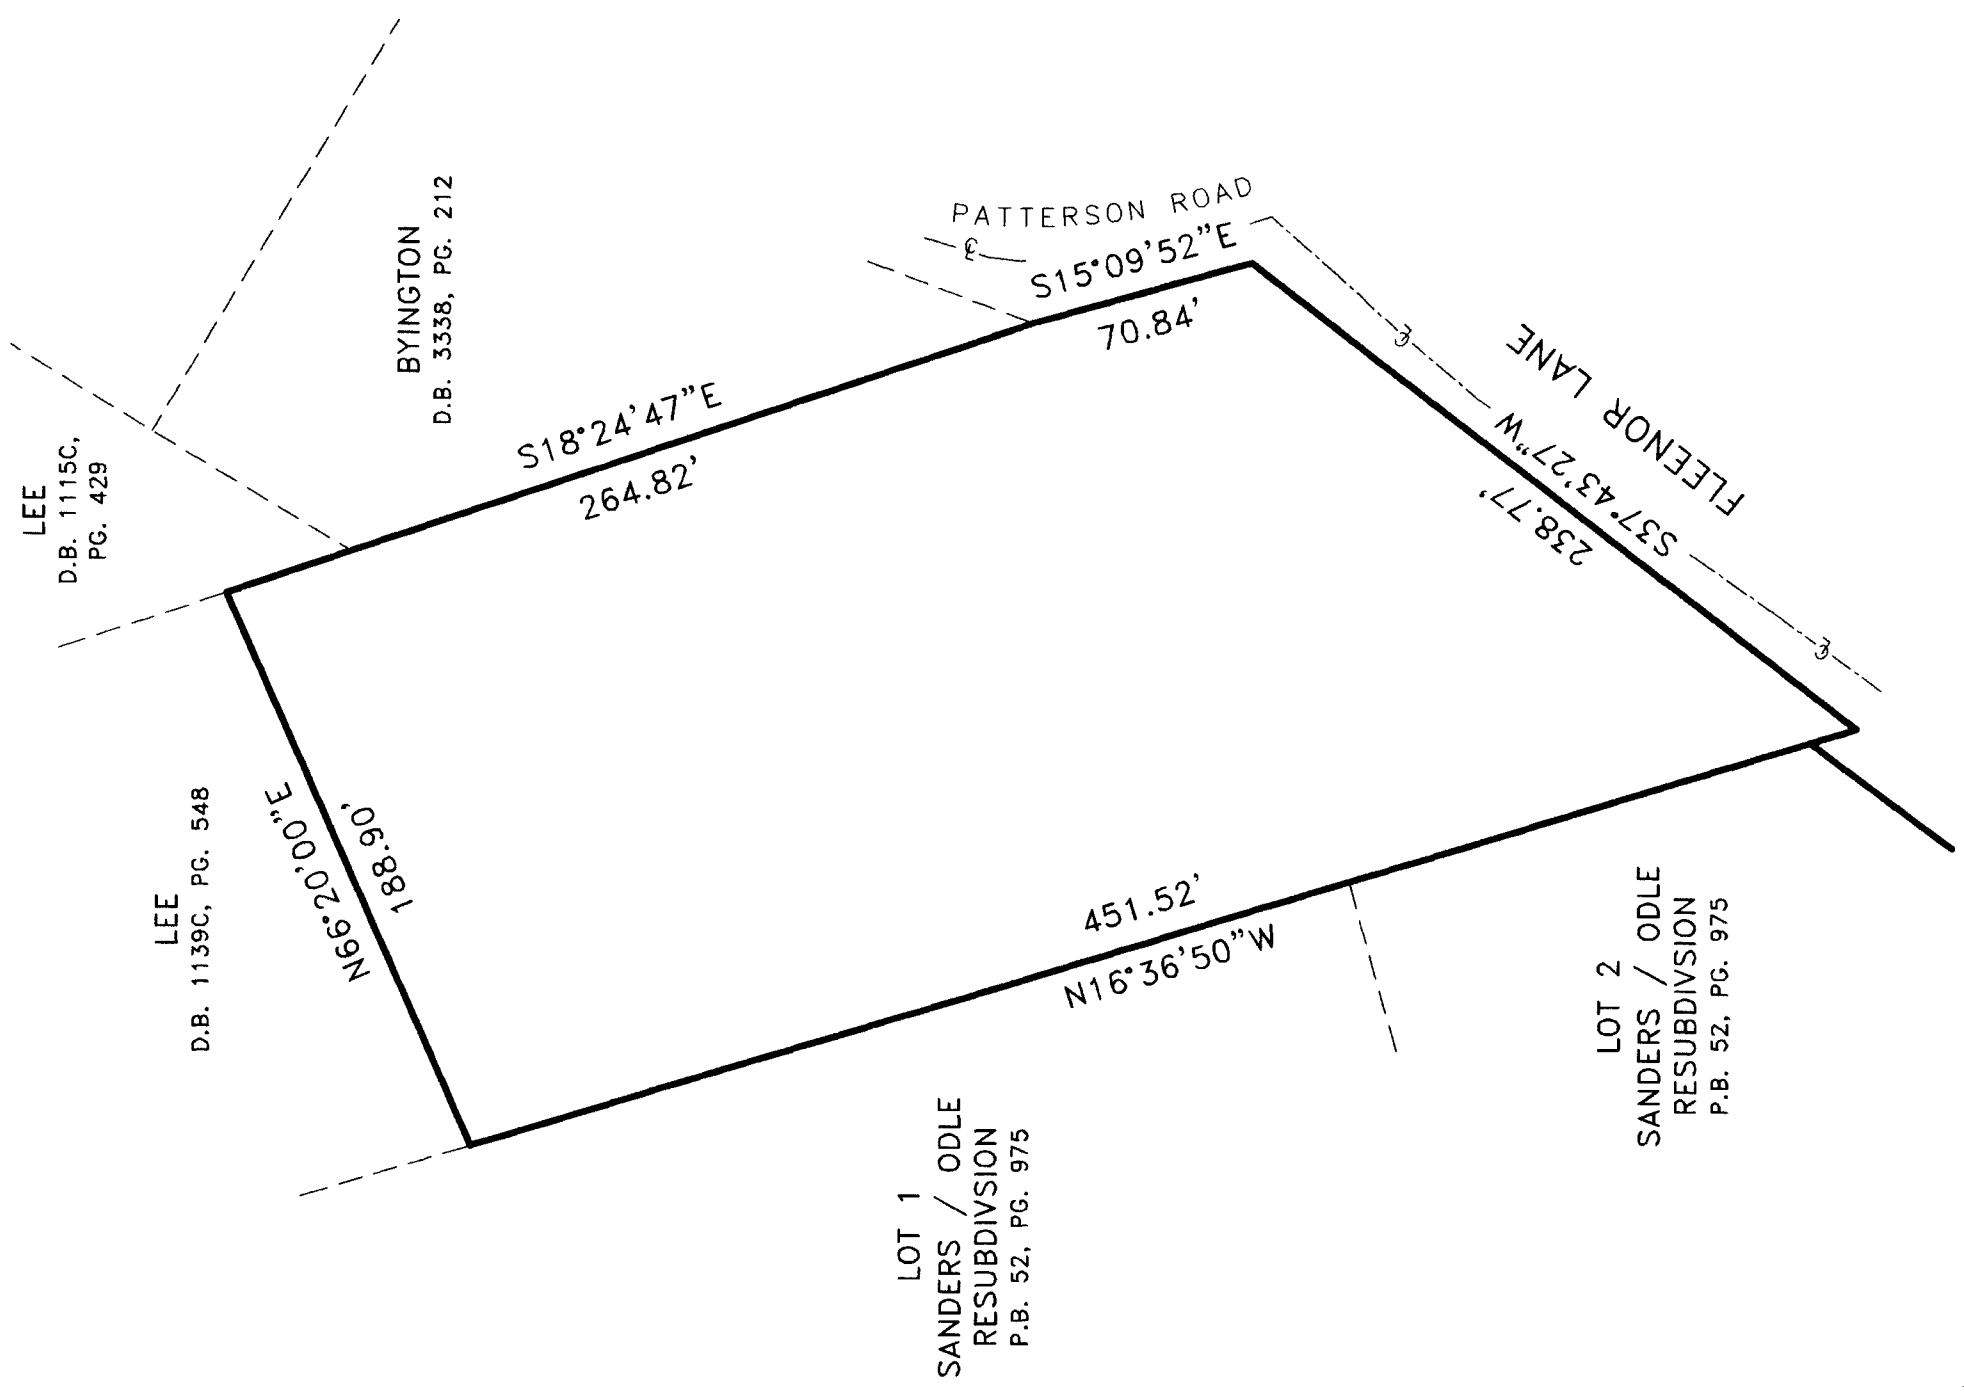 LEE
D.B. 1115C,
PG. 429
BYINGTON
D.B. 3338, PG. 212
PATTERSON ROAD
S15°09'52"E
70.84'
S18°24'47"E
264.82'
FLEENOR LANE
S37°43'27"W
238.77'
LEE
D.B. 1139C, PG. 548
N66°20'00"E
188.90'
451.52'
N16°36'50"W
LOT 1
SANDERS / ODLE
RESUBDIVSION
P.B. 52, PG. 975
LOT 2
SANDERS / ODLE
RESUBDIVSION
P.B. 52, PG. 975